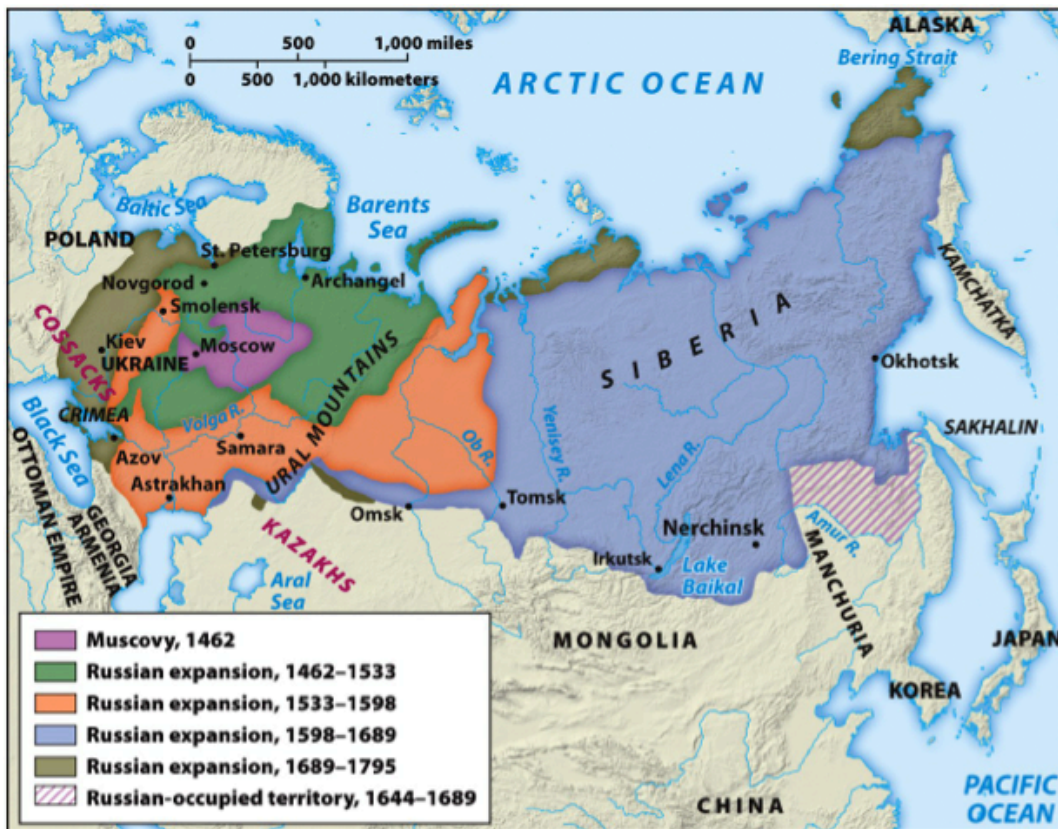 ALASKA
Bering Strait
0 500 1,000 miles
0 500 1,000 kilometers
ARCTIC OCEAN
Barents
Sea
Baltic Sea
POLAND
St. Petersburg
Novgorod
Archangel
Smolensk
COSSACKS
Kiev
UKRAINE
Moscow
URAL MOUNTAINS
SIBERIA
KAMCHATKA
Okhotsk
CRIMEA
Black Sea
Volga R.
Samara
Azov
Astrakhan
OTTOMAN EMPIRE
GEORGIA
ARMENIA
Ob R.
Yenisey R.
Lena R.
SAKHALIN
Omsk
Tomsk
KAZAKHS
Aral
Sea
Nerchinsk
Irkutsk
Lake
Baikal
Amur R.
MANCHURIA
MONGOLIA
JAPAN
KOREA
CHINA
PACIFIC
OCEAN
Muscovy, 1462
Russian expansion, 1462–1533
Russian expansion, 1533–1598
Russian expansion, 1598–1689
Russian expansion, 1689–1795
Russian-occupied territory, 1644–1689